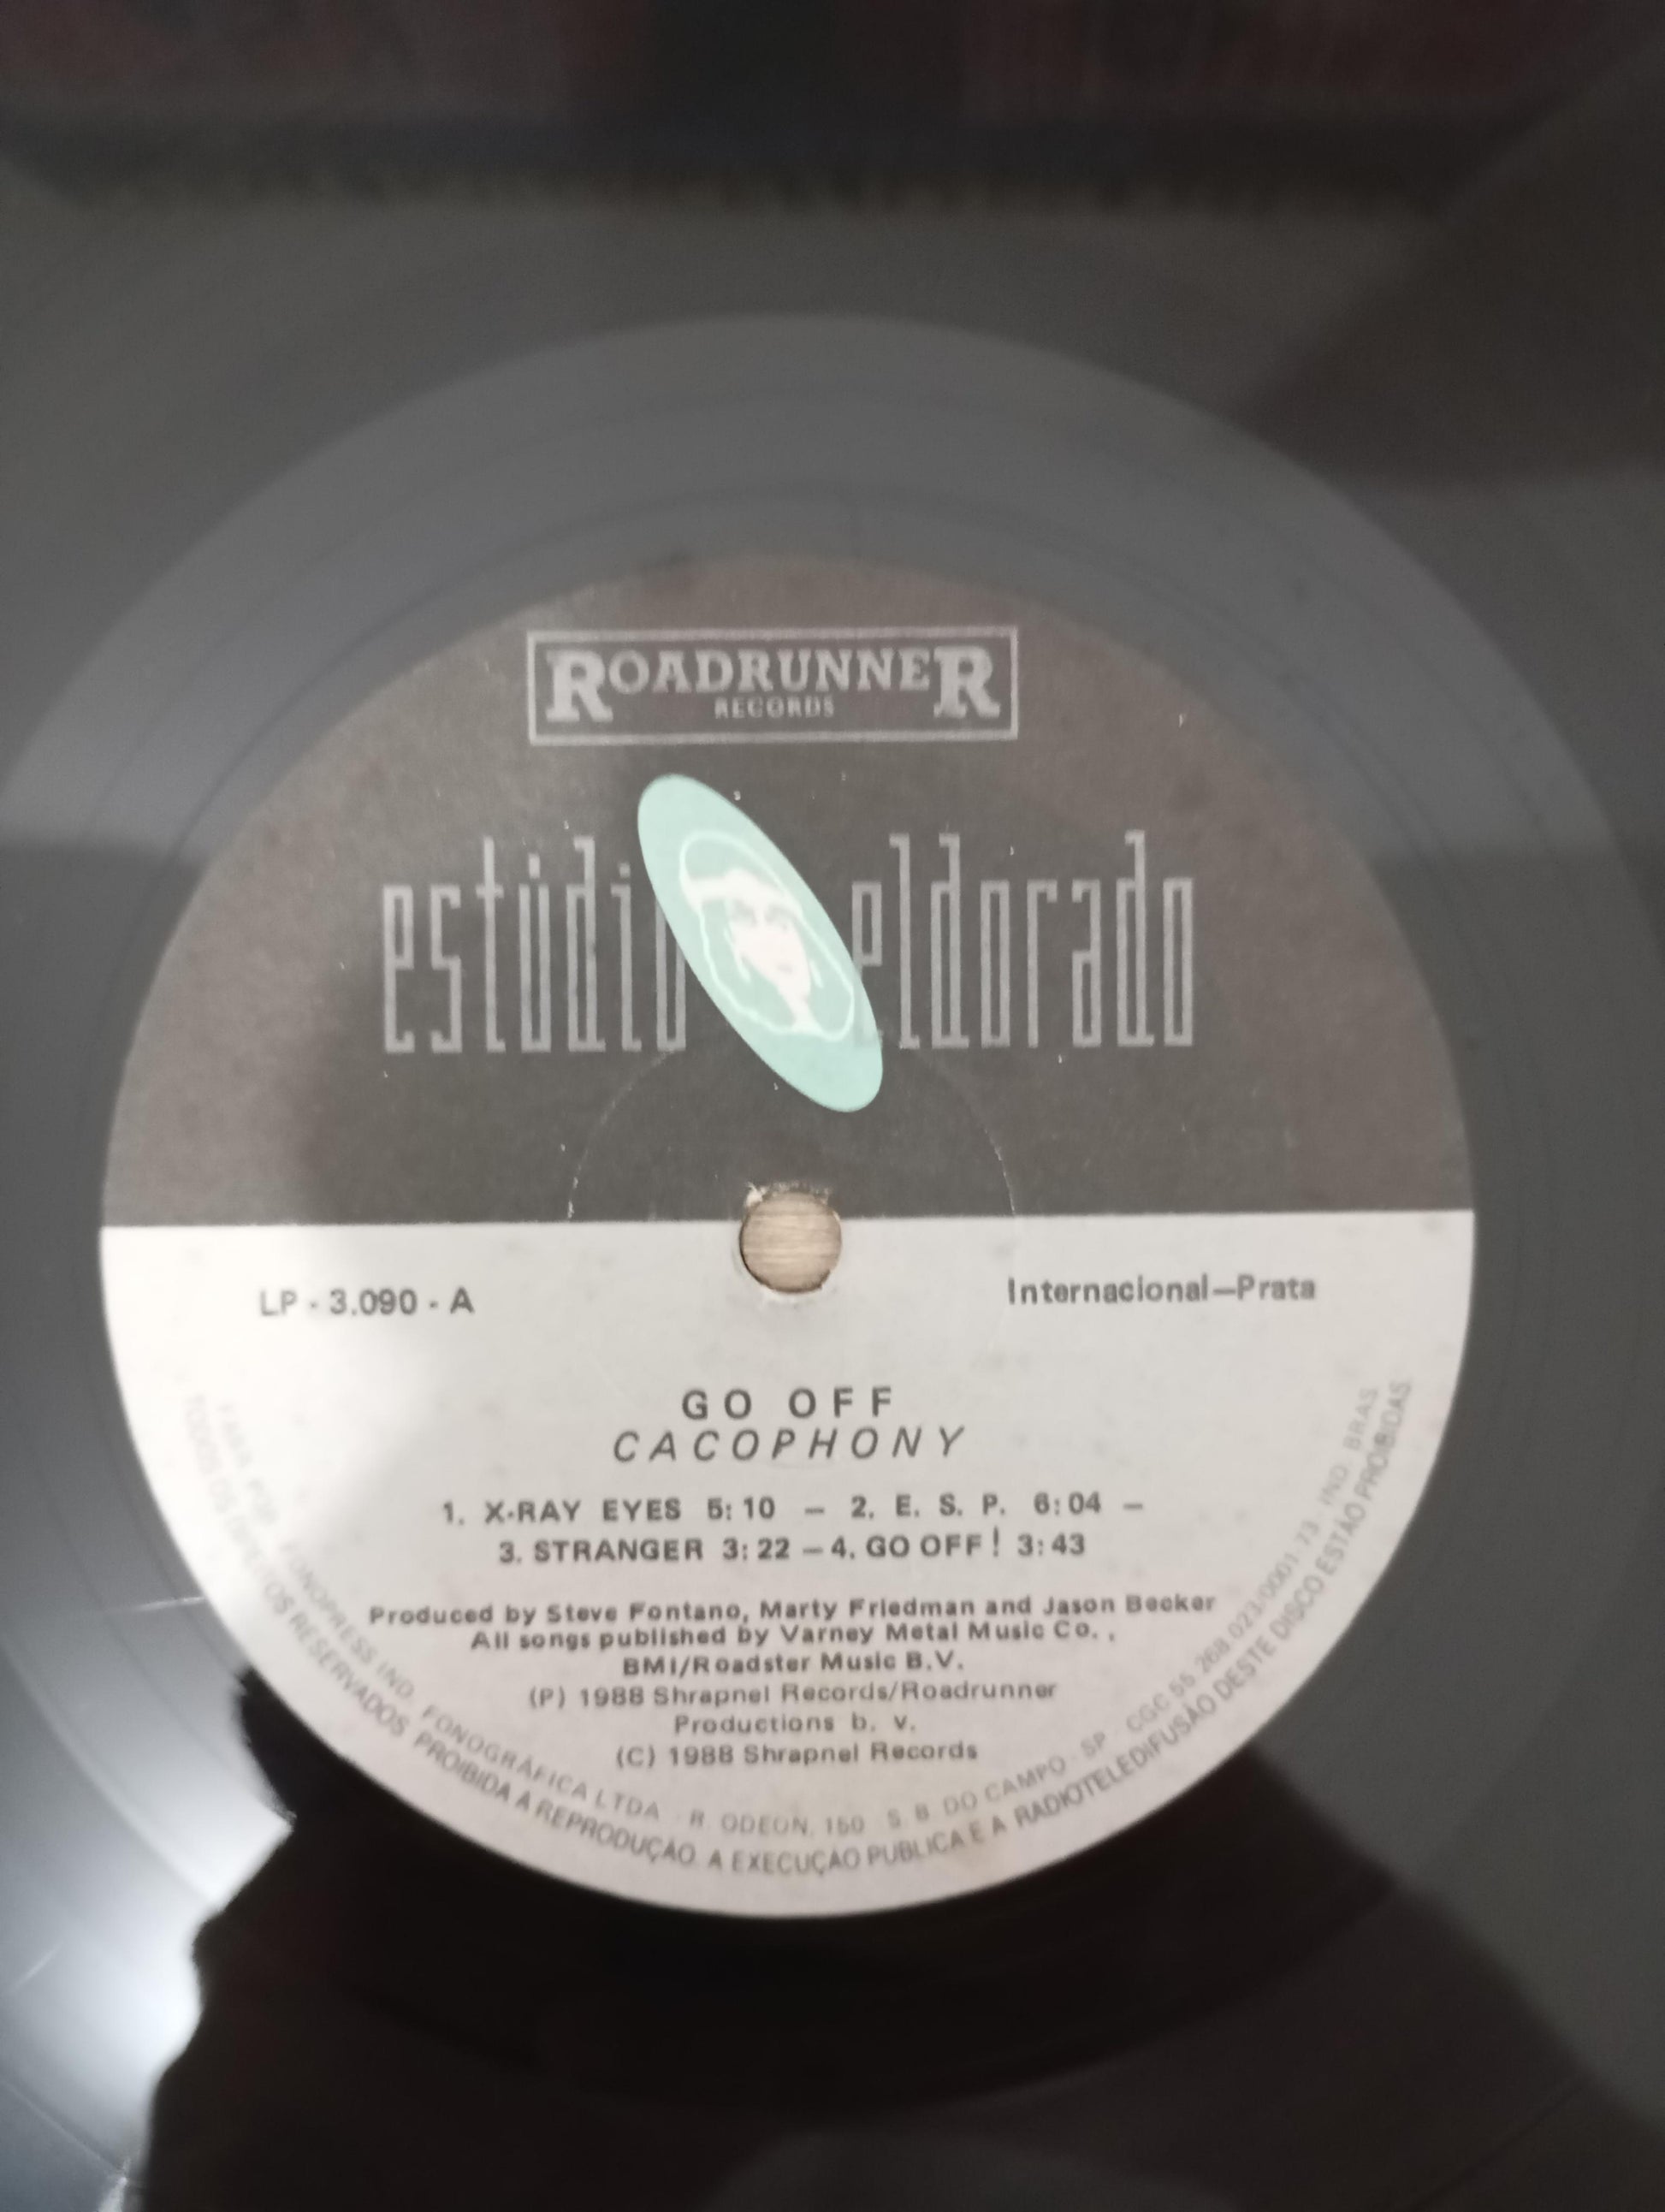 ROADRUNNER
RECORDS
estúdio eldorado
LP - 3.090 - A
Internacional—Prata
GO OFF
CACOPHONY
1. X-RAY EYES 5:10 — 2. E. S. P. 6:04 —
3. STRANGER 3:22 — 4. GO OFF! 3:43
Produced by Steve Fontano, Marty Friedman and Jason Becker
All songs published by Varney Metal Music Co. ,
BMI/Roadster Music B.V.
(P) 1988 Shrapnel Records/Roadrunner
Productions b. v.
(C) 1988 Shrapnel Records
FABR. POR FONOPRESS IND. FONOGRÁFICA LTDA - R. ODEON, 150 S. B. DO CAMPO - SP - CGC 55.268.023/0001-73 - IND. BRAS.
TODOS OS DIREITOS RESERVADOS PROIBIDA A REPRODUÇÃO. A EXECUÇÃO PUBLICA E A RADIOTELEDIFUSÃO DESTE DISCO ESTÃO PROIBIDAS.